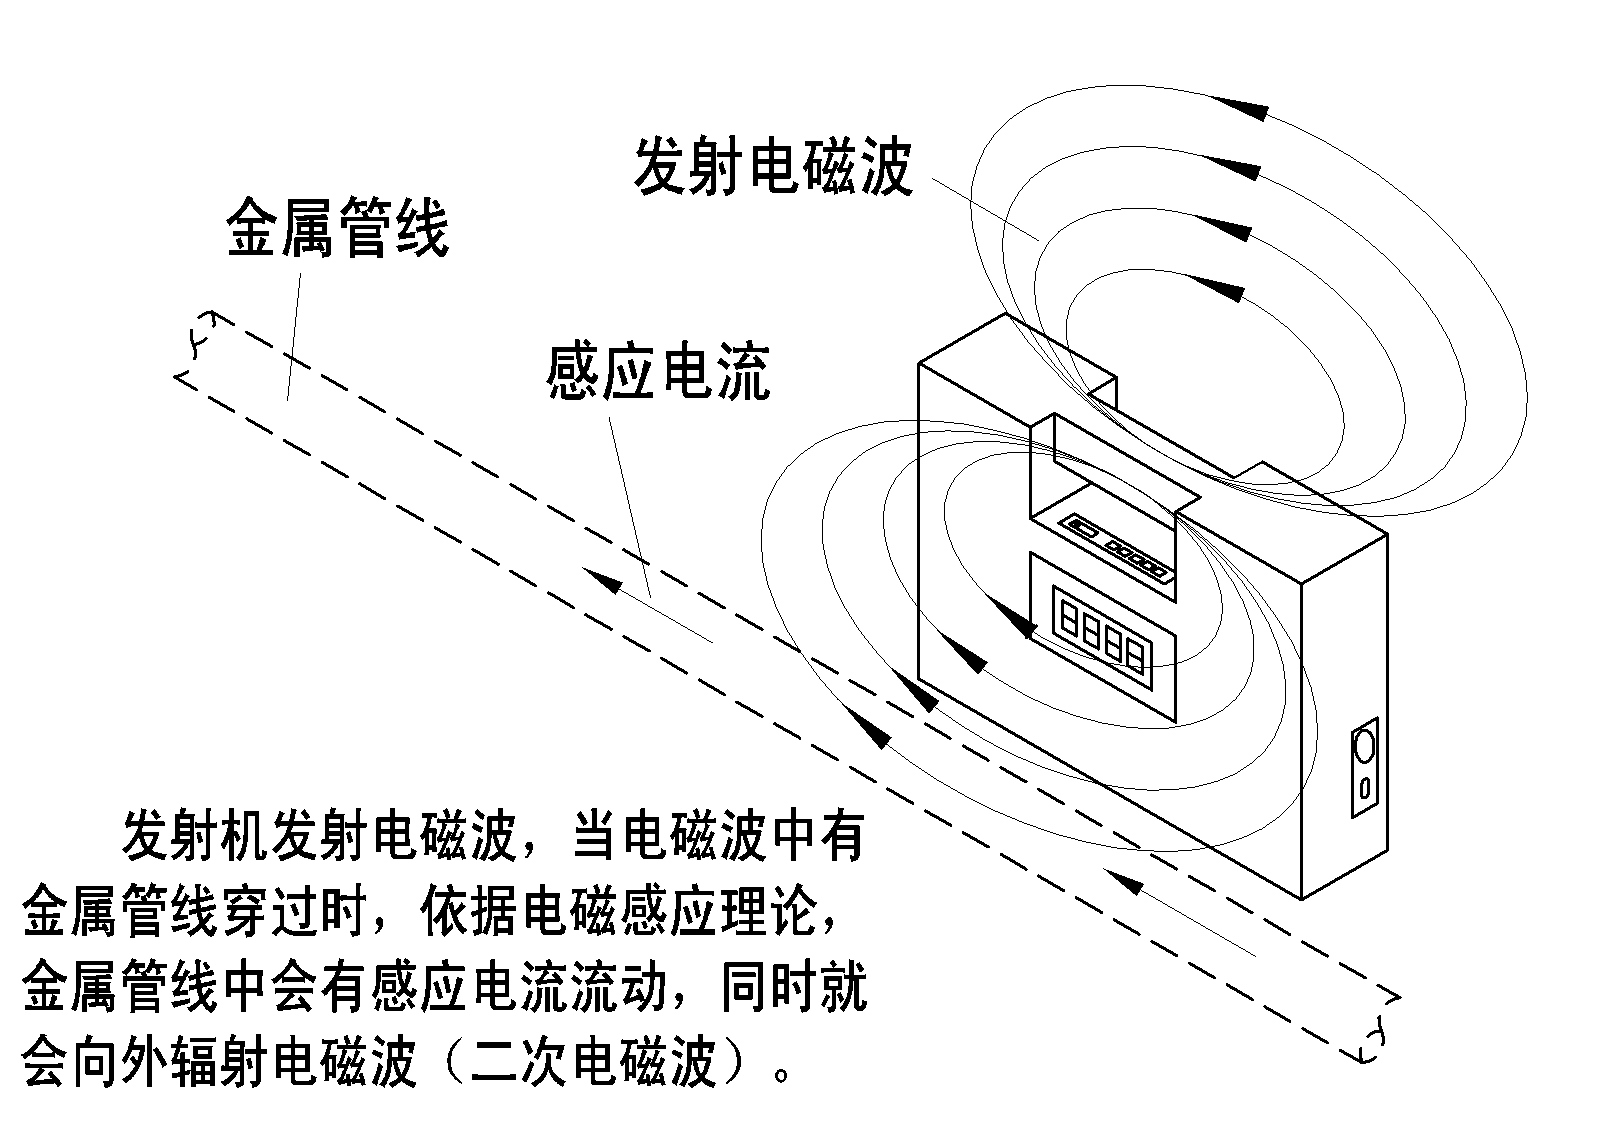 发射电磁波
金属管线
感应电流
8888
发射机发射电磁波，当电磁波中有
金属管线穿过时，依据电磁感应理论，
金属管线中会有感应电流流动，同时就
会向外辐射电磁波（二次电磁波）。